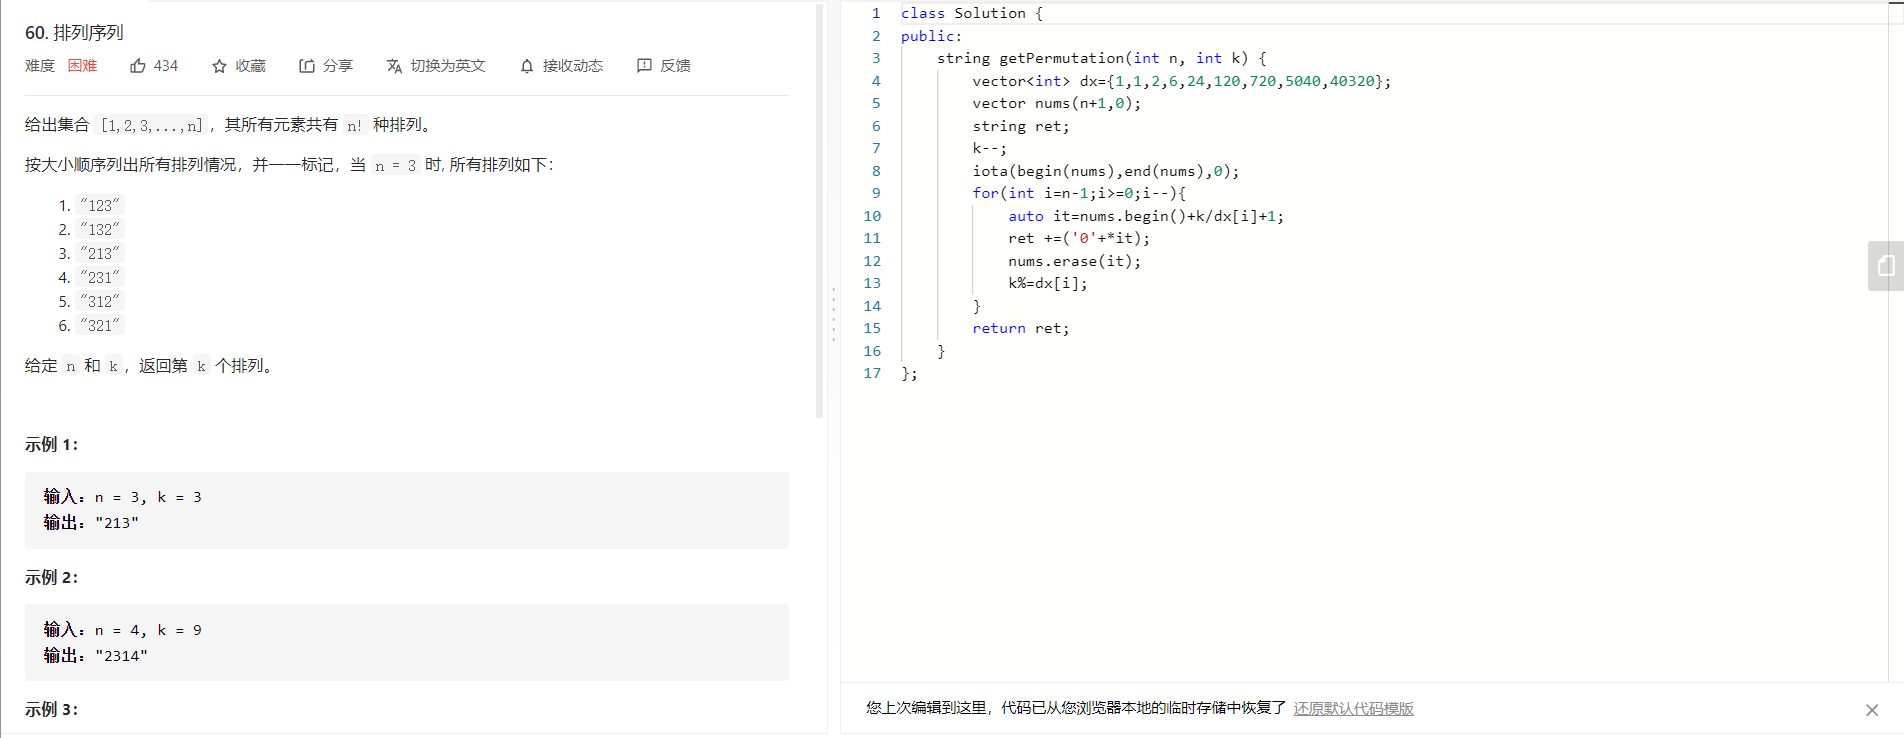 60. 排列序列
难度 困难 434 收藏 分享 切换为英文 接收动态 反馈
给出集合 [1,2,3,...,n]，其所有元素共有 n! 种排列。
按大小顺序列出所有排列情况，并一一标记，当 n = 3 时, 所有排列如下：
1. "123"
2. "132"
3. "213"
4. "231"
5. "312"
6. "321"
给定 n 和 k，返回第 k 个排列。
示例 1：
输入：n = 3, k = 3
输出："213"
示例 2：
输入：n = 4, k = 9
输出："2314"
示例 3：
1 class Solution {
2 public:
3 string getPermutation(int n, int k) {
4 vector<int> dx={1,1,2,6,24,120,720,5040,40320};
5 vector nums(n+1,0);
6 string ret;
7 k--;
8 iota(begin(nums),end(nums),0);
9 for(int i=n-1;i>=0;i--){
10 auto it=nums.begin()+k/dx[i]+1;
11 ret +=('0'+*it);
12 nums.erase(it);
13 k%=dx[i];
14 }
15 return ret;
16 }
17 };
您上次编辑到这里，代码已从您浏览器本地的临时存储中恢复了 还原默认代码模版